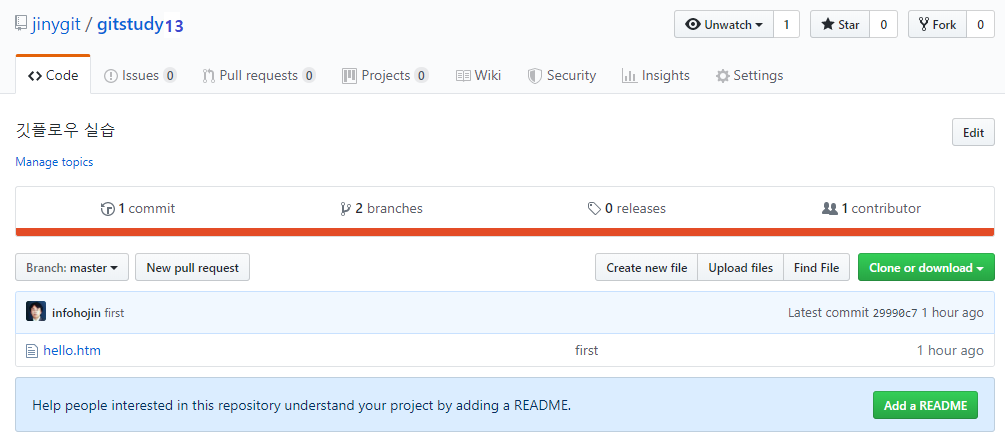 jinygit / gitstudy13 Unwatch 1 Star 0 Fork 0
Code Issues 0 Pull requests 0 Projects 0 Wiki Security Insights Settings
깃플로우 실습 Edit
Manage topics
1 commit 2 branches 0 releases 1 contributor
Branch: master New pull request Create new file Upload files Find File Clone or download
infohojin first Latest commit 29990c7 1 hour ago
hello.htm first 1 hour ago
Help people interested in this repository understand your project by adding a README. Add a README